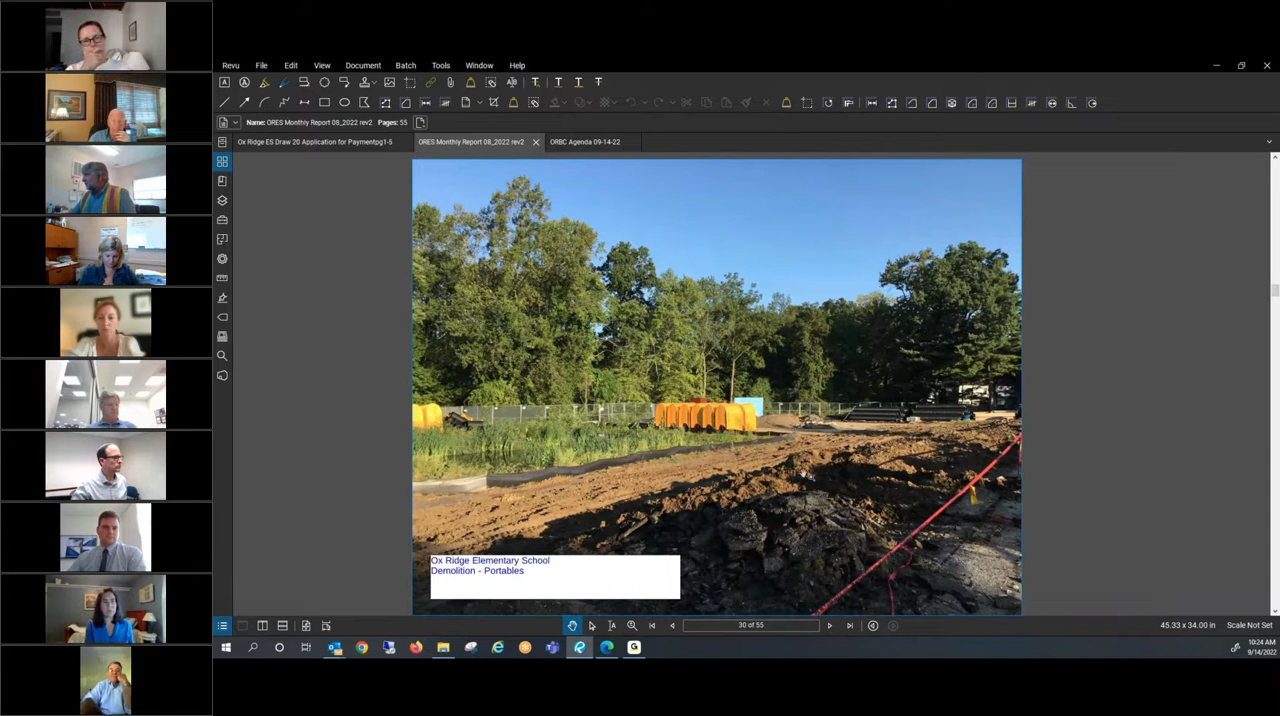 Revu File Edit View Document Batch Tools Window Help
Name: ORES Monthly Report 08_2022 rev2 Pages: 55
Ox Ridge ES Draw 20 Application for Paymentpg1-5
ORES Monthly Report 08_2022 rev2
ORBC Agenda 09-14-22
Ox Ridge Elementary School
Demolition - Portables
30 of 55
45.33 x 34.00 in
Scale Not Set
10:24 AM
9/14/2022